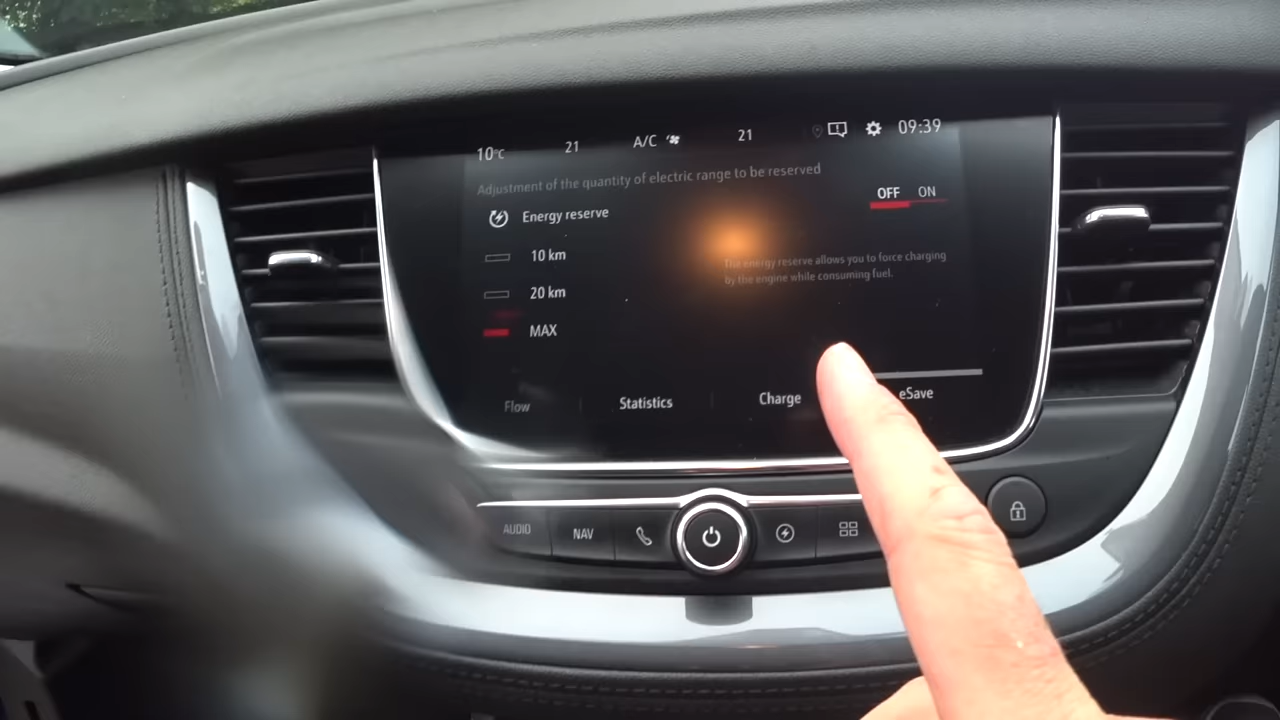 10°C 21 A/C 21 09:39
Adjustment of the quantity of electric range to be reserved
OFF ON
Energy reserve
10 km
20 km
MAX
The energy reserve allows you to force charging
by the engine while consuming fuel.
Flow Statistics Charge eSave
AUDIO NAV